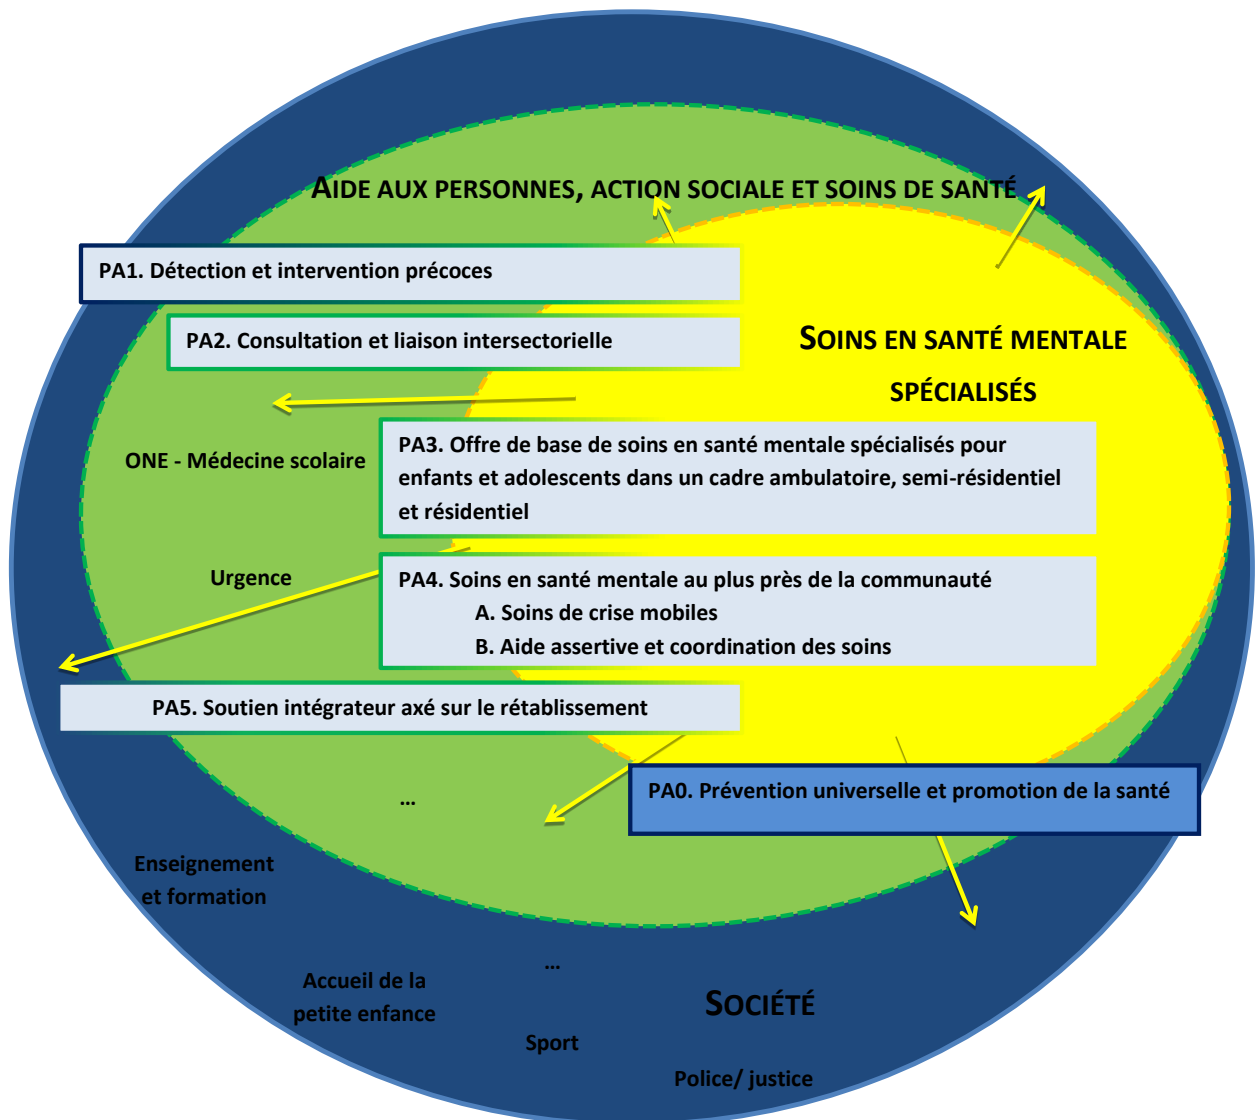 AIDE AUX PERSONNES, ACTION SOCIALE ET SOINS DE SANTÉ
PA1. Détection et intervention précoces
PA2. Consultation et liaison intersectorielle
SOINS EN SANTÉ MENTALE
SPÉCIALISÉS
PA3. Offre de base de soins en santé mentale spécialisés pour
enfants et adolescents dans un cadre ambulatoire, semi-résidentiel
et résidentiel
ONE - Médecine scolaire
Urgence
PA4. Soins en santé mentale au plus près de la communauté
A. Soins de crise mobiles
B. Aide assertive et coordination des soins
PA5. Soutien intégrateur axé sur le rétablissement
PA0. Prévention universelle et promotion de la santé
…
Enseignement
et formation
…
Accueil de la
petite enfance
SOCIÉTÉ
Sport
Police/ justice